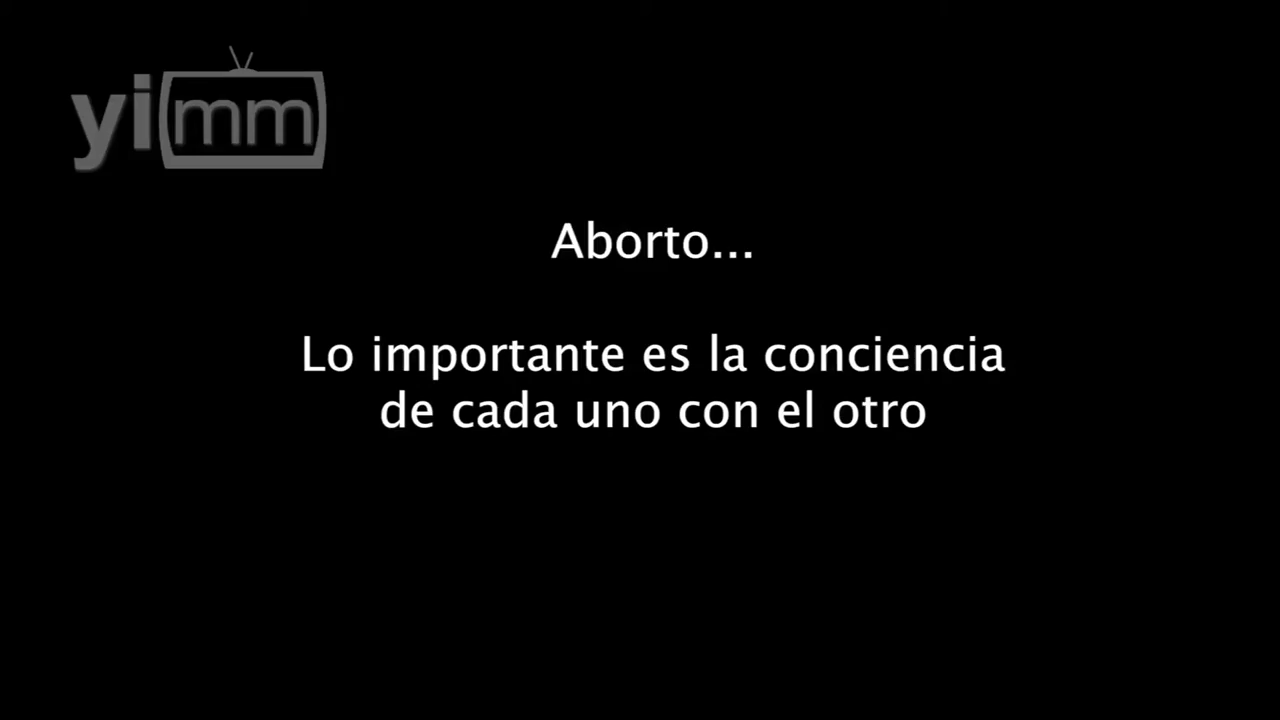 yimm
Aborto...
Lo importante es la conciencia
de cada uno con el otro